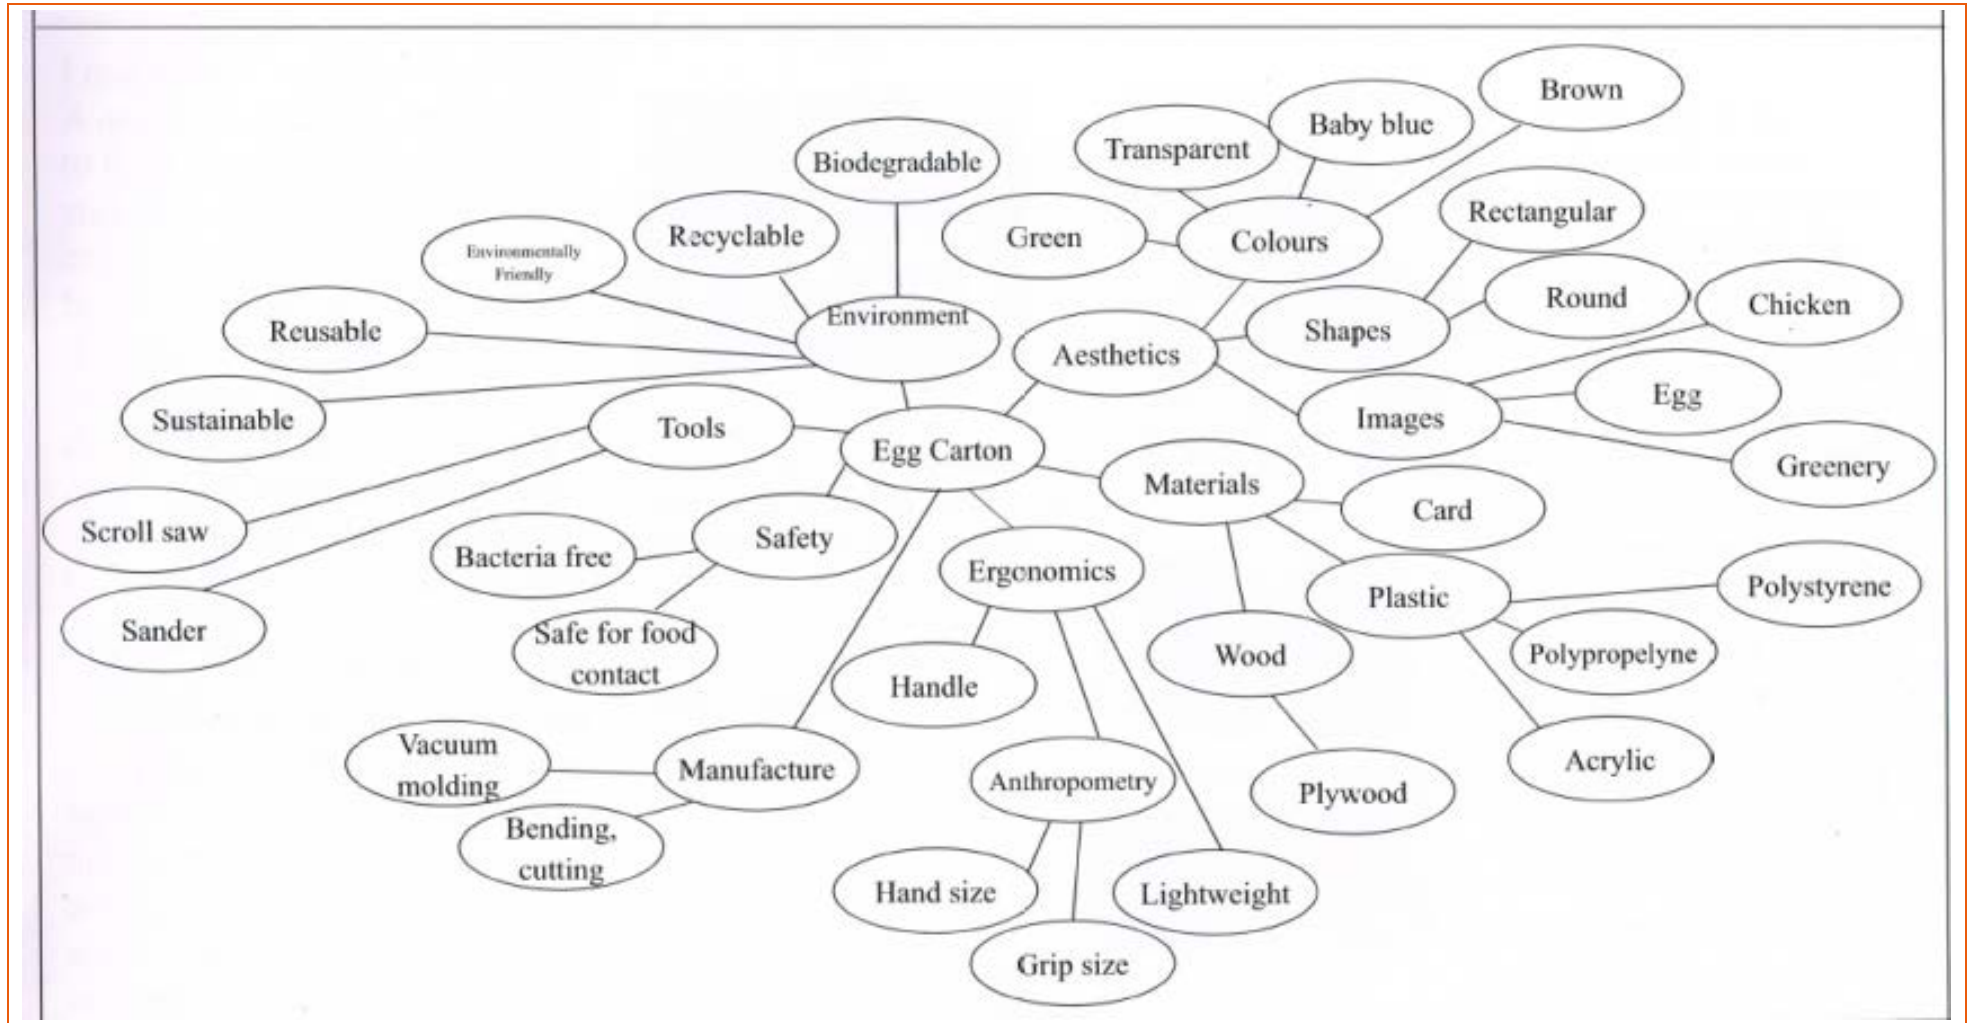 Brown
Baby blue
Transparent
Biodegradable
Rectangular
Recyclable
Green
Colours
Environmentally
Friendly
Round
Chicken
Environment
Reusable
Shapes
Aesthetics
Egg
Sustainable
Images
Tools
Egg Carton
Greenery
Materials
Card
Scroll saw
Safety
Bacteria free
Ergonomics
Polystyrene
Plastic
Sander
Safe for food
contact
Wood
Polypropelyne
Handle
Vacuum
molding
Manufacture
Acrylic
Anthropometry
Plywood
Bending,
cutting
Hand size
Lightweight
Grip size